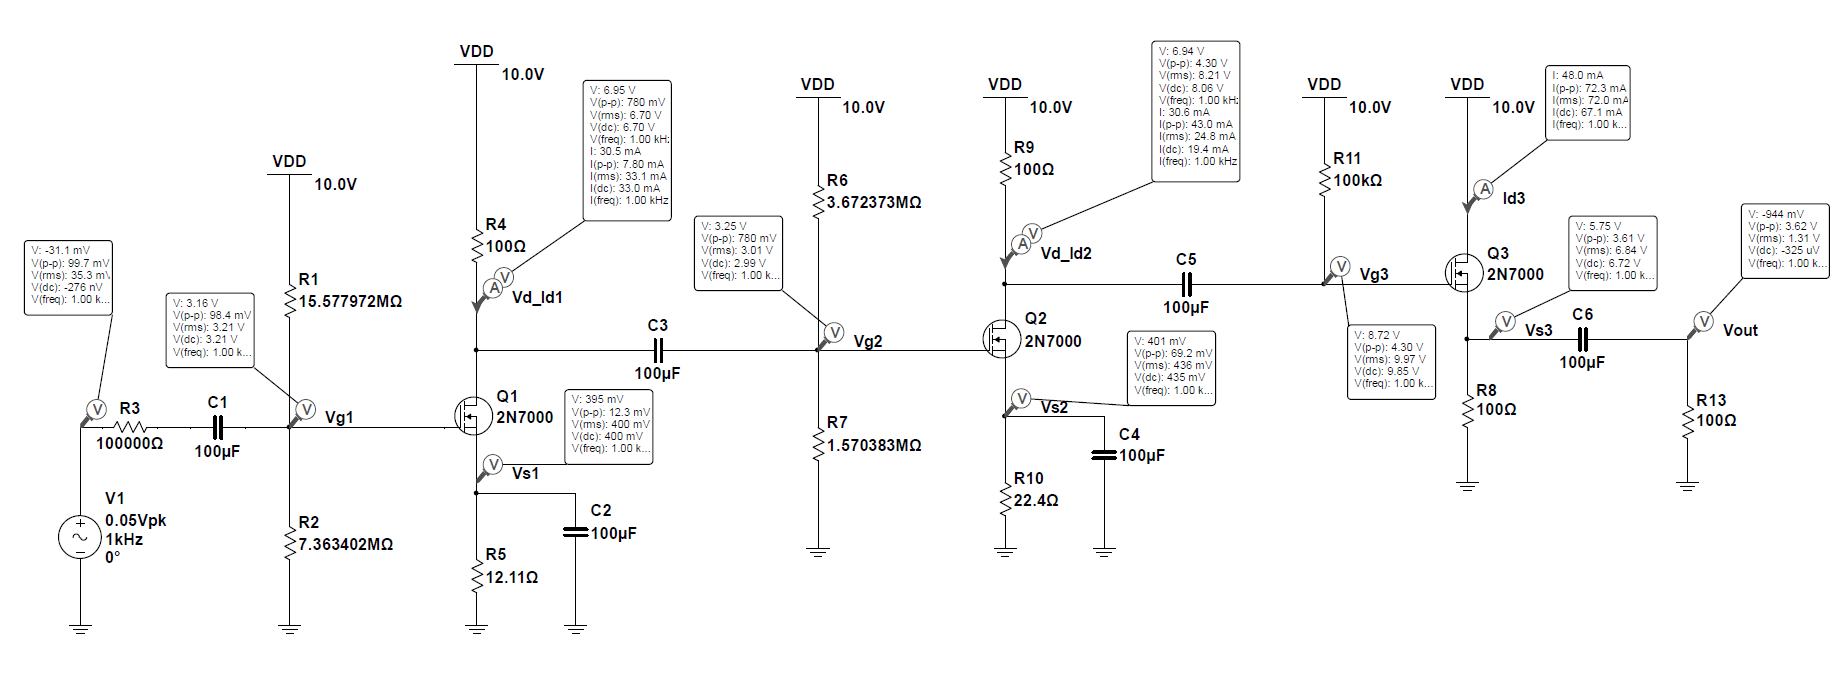 V: -31.1 mV
V(p-p): 99.7 mV
V(rms): 35.3 mV
V(dc): -276 nV
V(freq): 1.00 k...
R3
100000Ω
C1
100µF
V1
0.05Vpk
1kHz
0°
VDD
10.0V
R1
15.577972MΩ
V: 3.16 V
V(p-p): 98.4 mV
V(rms): 3.21 V
V(dc): 3.21 V
V(freq): 1.00 k...
V
V
Vg1
R2
7.363402MΩ
VDD
10.0V
R4
100Ω
V: 6.95 V
V(p-p): 780 mV
V(rms): 6.70 V
V(dc): 6.70 V
V(freq): 1.00 kHz
I: 30.5 mA
I(p-p): 7.80 mA
I(rms): 33.1 mA
I(dc): 33.0 mA
I(freq): 1.00 kHz
A
V
Vd_Id1
Q1
2N7000
V: 395 mV
V(p-p): 12.3 mV
V(rms): 400 mV
V(dc): 400 mV
V(freq): 1.00 k...
V
Vs1
C2
100µF
R5
12.11Ω
C3
100µF
VDD
10.0V
R6
3.672373MΩ
V: 3.25 V
V(p-p): 780 mV
V(rms): 3.01 V
V(dc): 2.99 V
V(freq): 1.00 k...
V
Vg2
R7
1.570383MΩ
VDD
10.0V
R9
100Ω
V: 6.94 V
V(p-p): 4.30 V
V(rms): 8.21 V
V(dc): 8.06 V
V(freq): 1.00 kHz
I: 30.6 mA
I(p-p): 43.0 mA
I(rms): 24.8 mA
I(dc): 19.4 mA
I(freq): 1.00 kHz
A
V
Vd_Id2
Q2
2N7000
V: 401 mV
V(p-p): 69.2 mV
V(rms): 436 mV
V(dc): 435 mV
V(freq): 1.00 k...
V
Vs2
C4
100µF
R10
22.4Ω
C5
100µF
VDD
10.0V
R11
100kΩ
V
Vg3
V: 8.72 V
V(p-p): 4.30 V
V(rms): 9.97 V
V(dc): 9.85 V
V(freq): 1.00 k...
VDD
10.0V
I: 48.0 mA
I(p-p): 72.3 mA
I(rms): 72.0 mA
I(dc): 67.1 mA
I(freq): 1.00 k...
A
Id3
Q3
2N7000
V: 5.75 V
V(p-p): 3.61 V
V(rms): 6.84 V
V(dc): 6.72 V
V(freq): 1.00 k...
V
Vs3
C6
100µF
R8
100Ω
V: -944 mV
V(p-p): 3.62 V
V(rms): 1.31 V
V(dc): -325 uV
V(freq): 1.00 k...
V
Vout
R13
100Ω